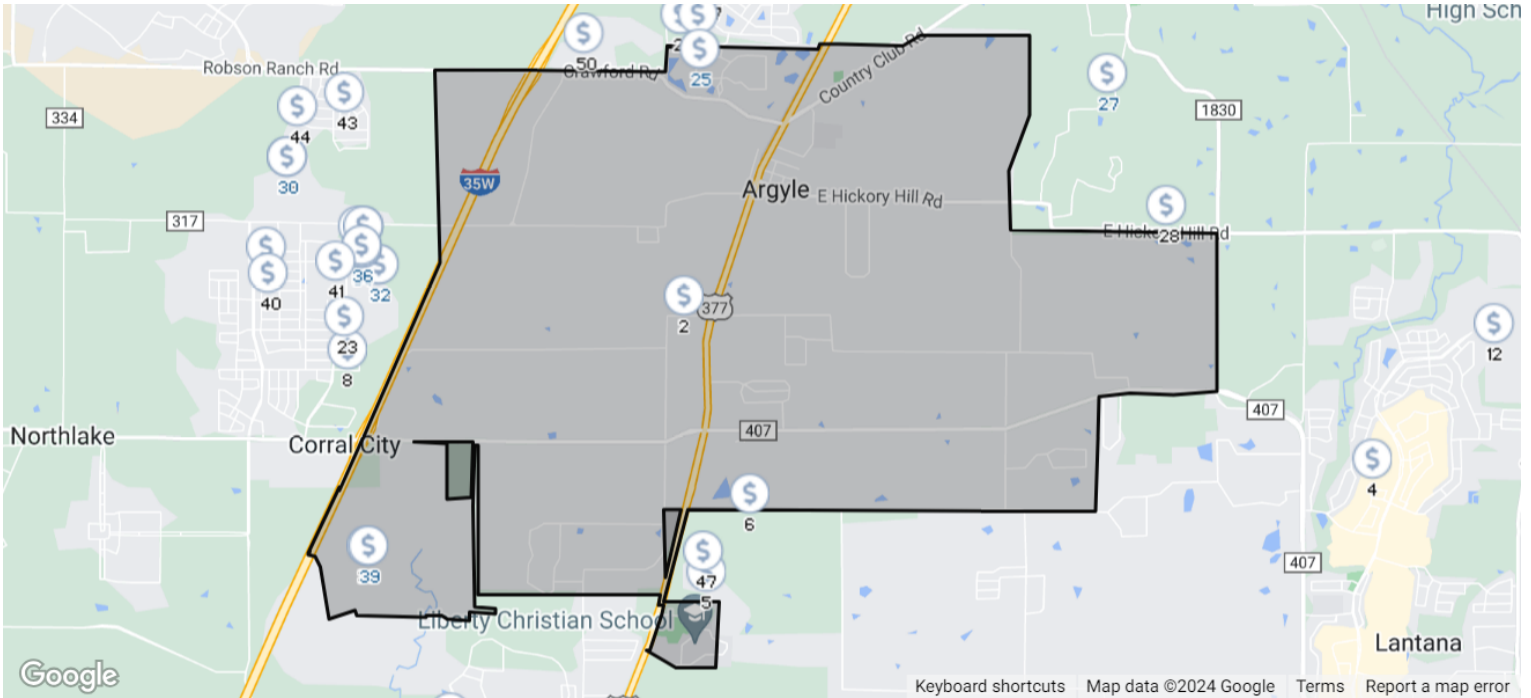 High Sch
50
25
Robson Ranch Rd
Crawford Rd
Country Club Rd
27
43
44
334
1830
30
35W
Argyle
E Hickory Hill Rd
317
E Hickory Hill Rd
28
36
41
32
40
377
2
23
8
12
407
407
Northlake
Corral City
4
6
39
47
5
407
Liberty Christian School
Lantana
Google
Keyboard shortcuts
Map data ©2024 Google
Terms
Report a map error